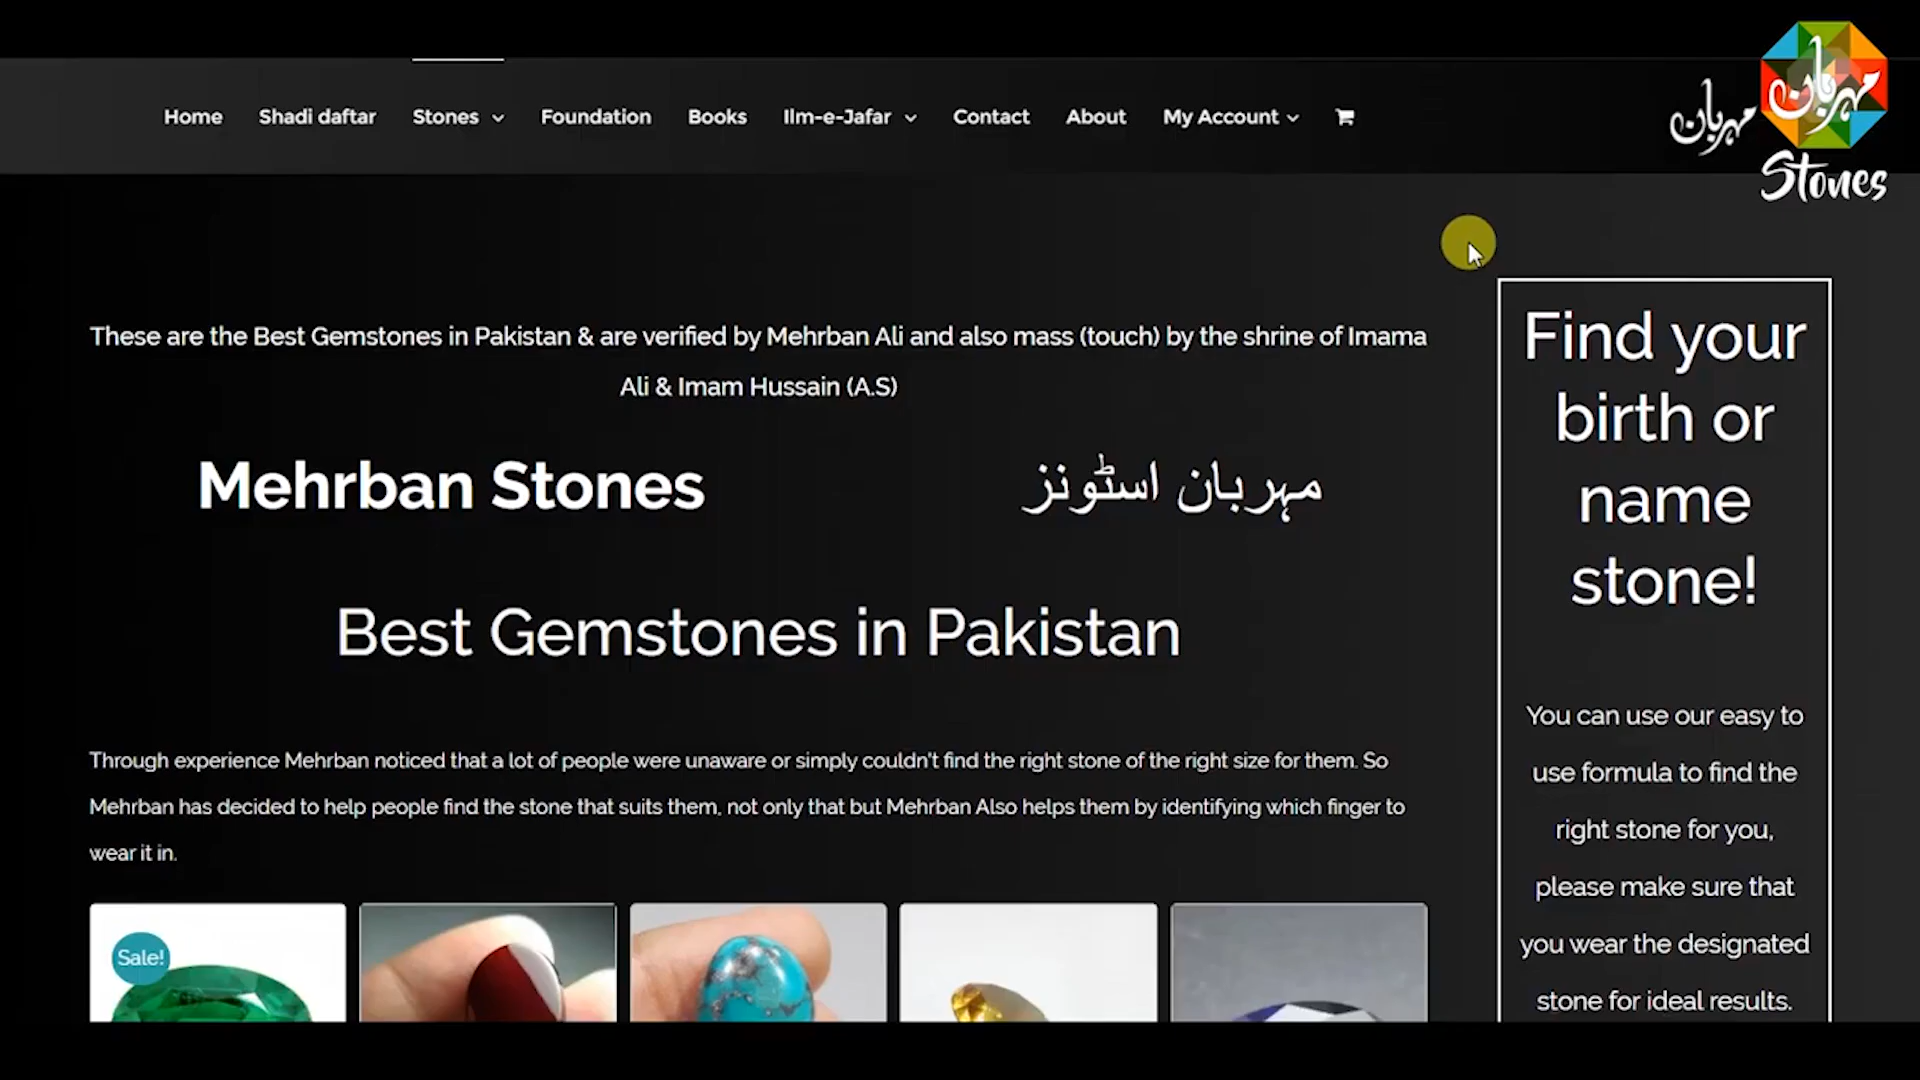 Home Shadi daftar Stones Foundation Books Ilm-e-Jafar Contact About My Account
مہربان
مہربان
Stones
These are the Best Gemstones in Pakistan & are verified by Mehrban Ali and also mass (touch) by the shrine of Imama
Ali & Imam Hussain (A.S)
Mehrban Stones
مہربان اسٹونز
Best Gemstones in Pakistan
Through experience Mehrban noticed that a lot of people were unaware or simply couldn't find the right stone of the right size for them. So
Mehrban has decided to help people find the stone that suits them, not only that but Mehrban Also helps them by identifying which finger to
wear it in.
Sale!
Find your
birth or
name
stone!
You can use our easy to
use formula to find the
right stone for you,
please make sure that
you wear the designated
stone for ideal results.